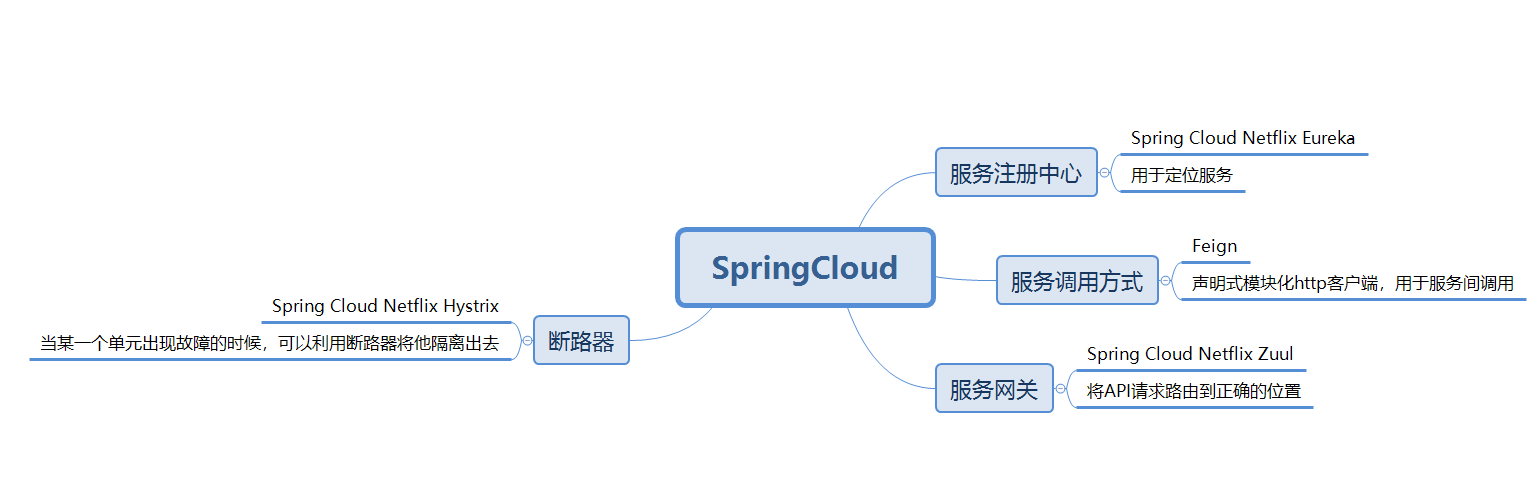 SpringCloud
服务注册中心
Spring Cloud Netflix Eureka
用于定位服务
服务调用方式
Feign
声明式模块化http客户端，用于服务间调用
服务网关
Spring Cloud Netflix Zuul
将API请求路由到正确的位置
断路器
Spring Cloud Netflix Hystrix
当某一个单元出现故障的时候，可以利用断路器将他隔离出去